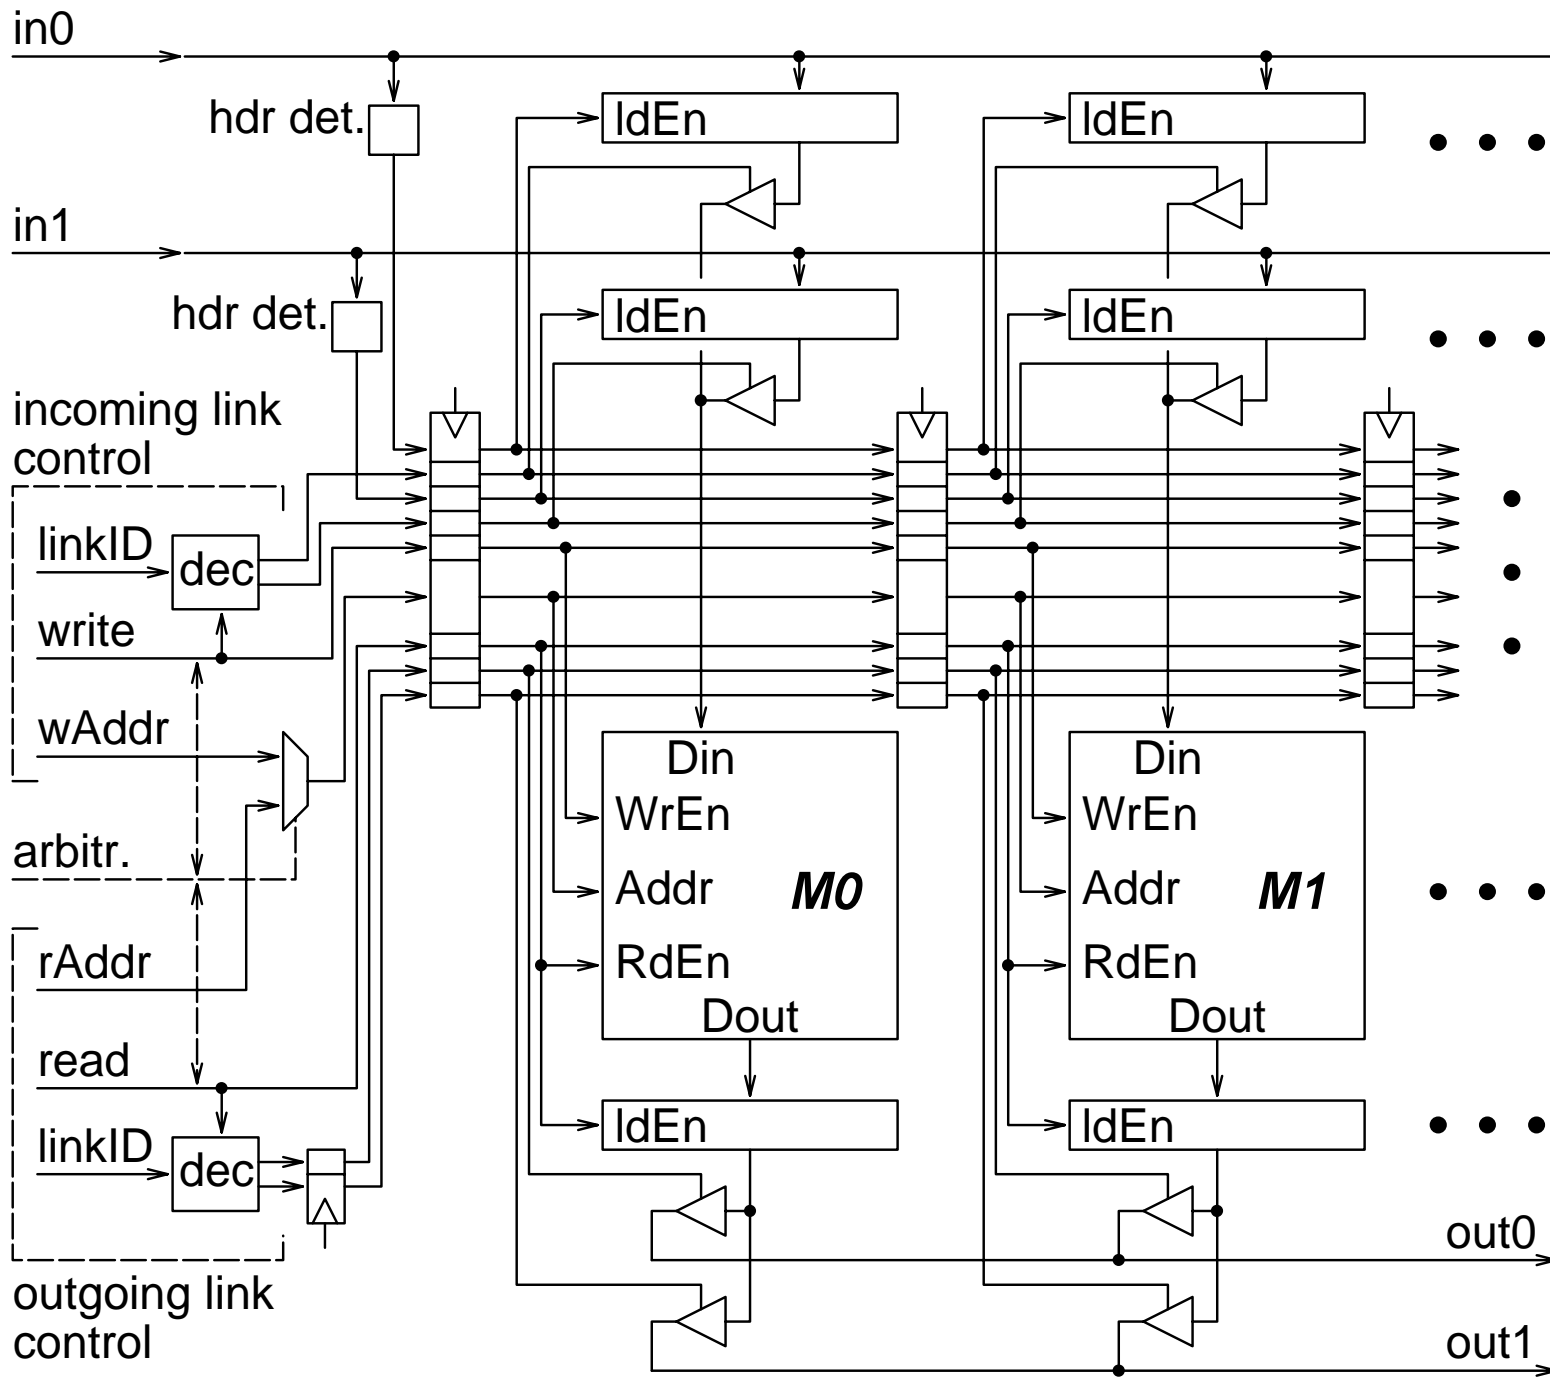 in0
hdr det.
ldEn
ldEn
in1
hdr det.
ldEn
ldEn
incoming link
control
linkID
dec
write
wAddr
arbitr.
rAddr
read
linkID
dec
outgoing link
control
Din
WrEn
Addr
M0
RdEn
Dout
ldEn
Din
WrEn
Addr
M1
RdEn
Dout
ldEn
out0
out1